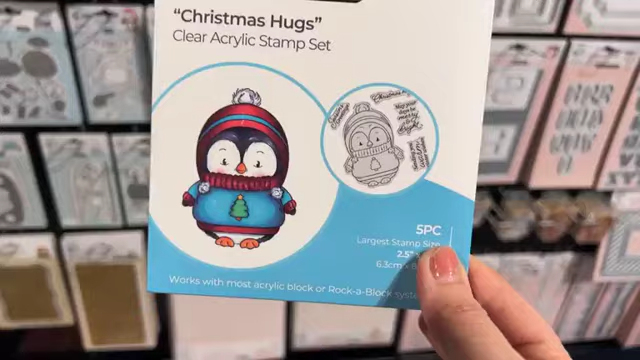 “Christmas Hugs”
Clear Acrylic Stamp Set
5PC
Largest Stamp Size
2.5"
6.3cm
Works with most acrylic block or Rock-a-Block